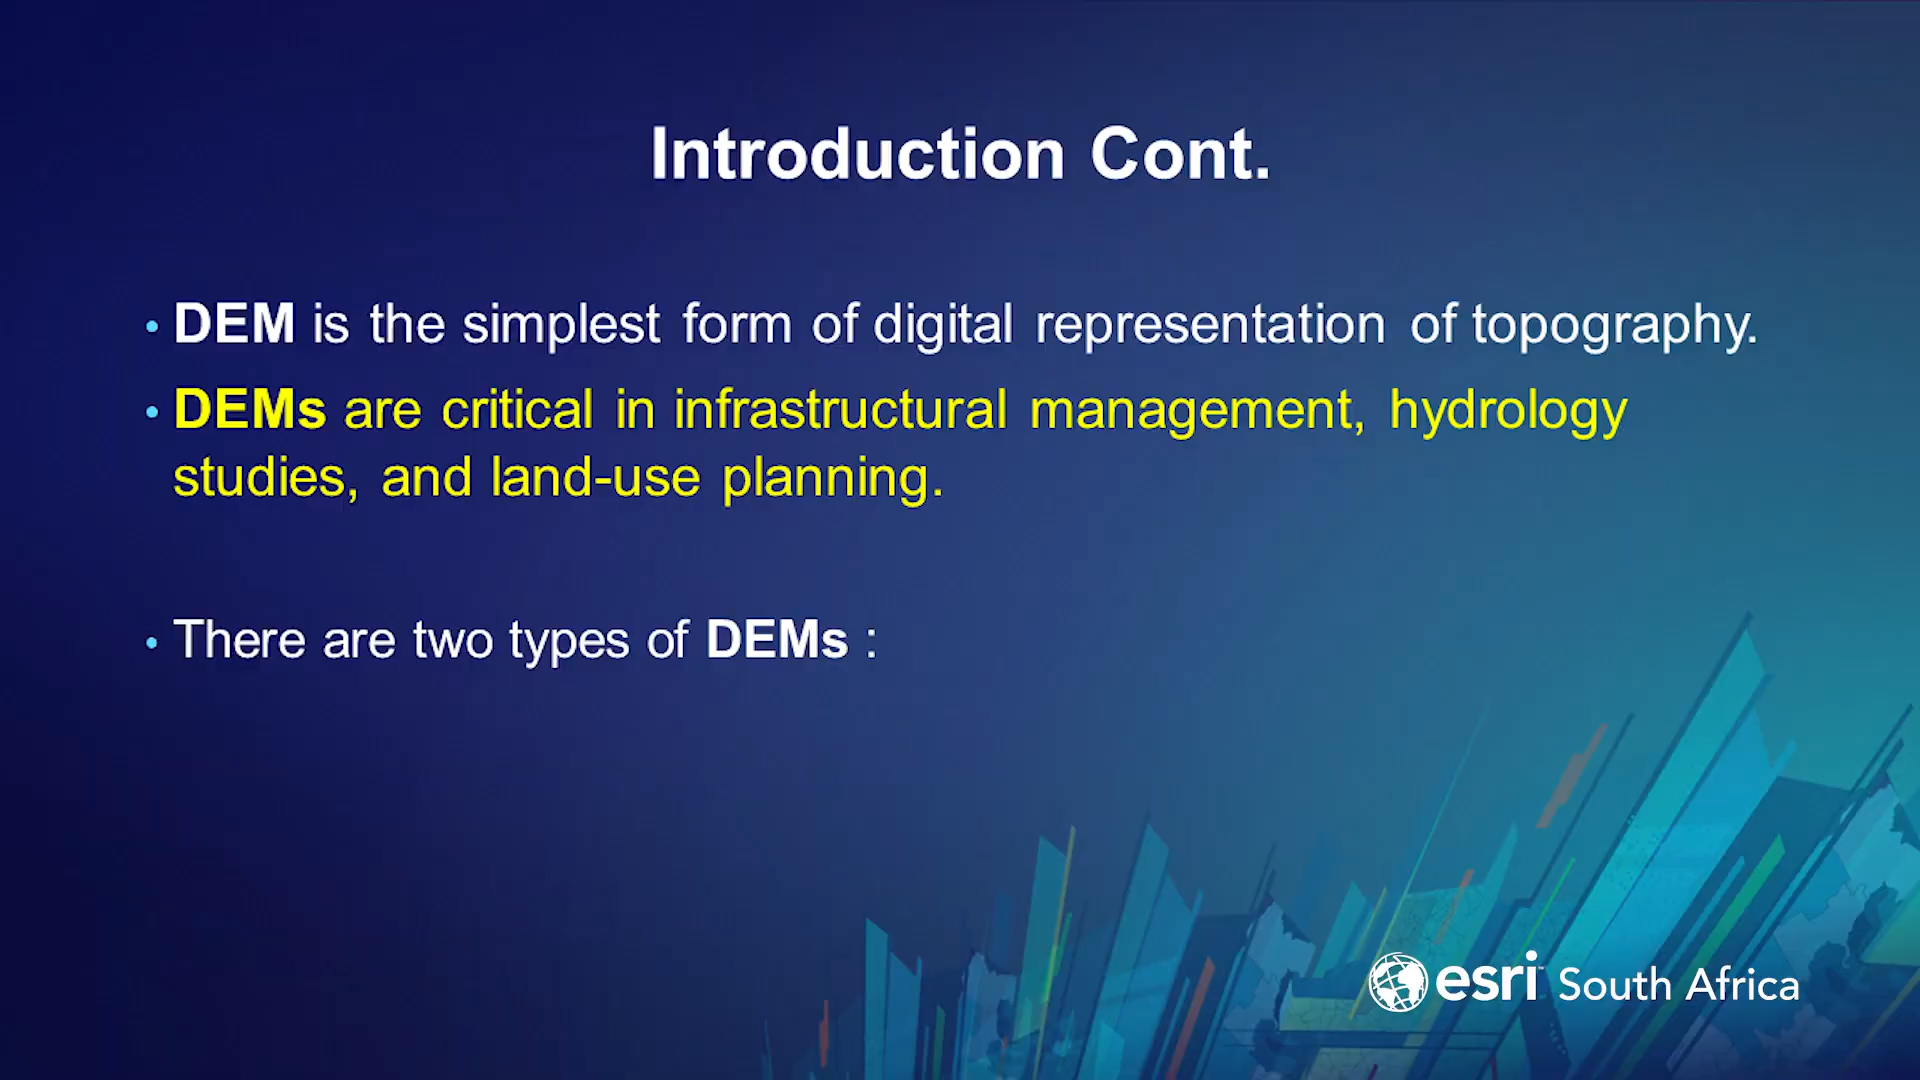 Introduction Cont.
• DEM is the simplest form of digital representation of topography.
• DEMs are critical in infrastructural management, hydrology
studies, and land-use planning.
• There are two types of DEMs :
esri South Africa